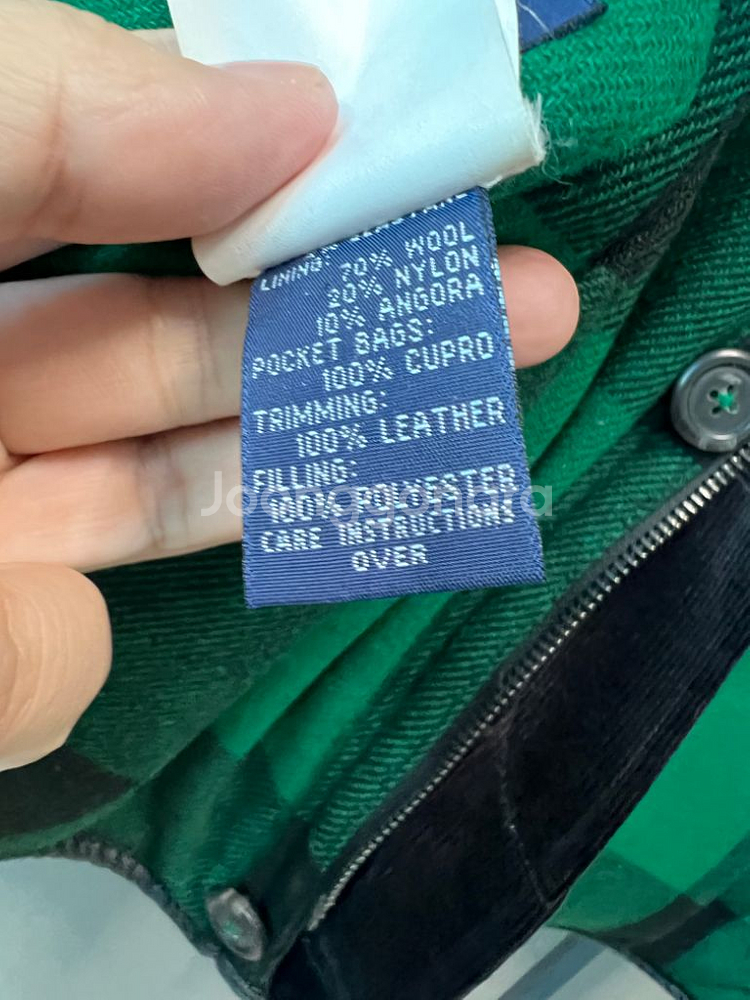 LINING: 70% WOOL
20% NYLON
10% ANGORA
POCKET BAGS:
100% CUPRO
TRIMMING:
100% LEATHER
FILLING:
100% POLYESTER
CARE INSTRUCTIONS
OVER
Joonggonara